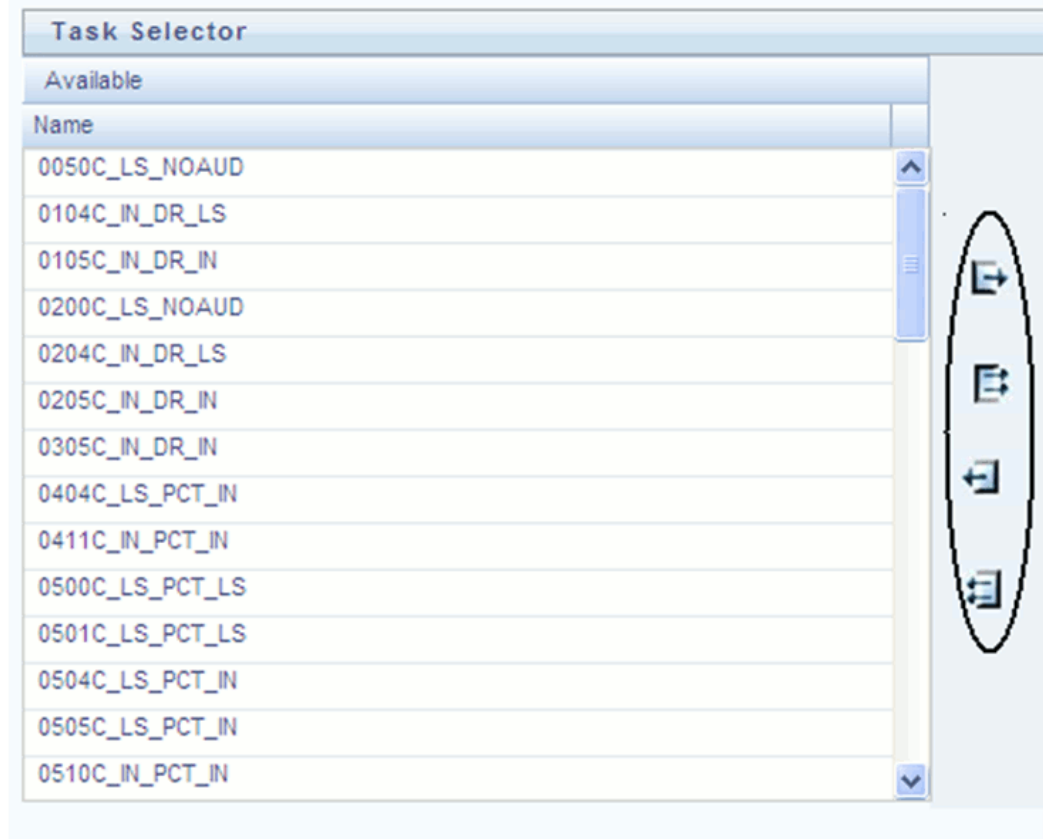 Task Selector
Available
Name
0050C_LS_NOAUD
0104C_IN_DR_LS
0105C_IN_DR_IN
0200C_LS_NOAUD
0204C_IN_DR_LS
0205C_IN_DR_IN
0305C_IN_DR_IN
0404C_LS_PCT_IN
0411C_IN_PCT_IN
0500C_LS_PCT_LS
0501C_LS_PCT_LS
0504C_LS_PCT_IN
0505C_LS_PCT_IN
0510C_IN_PCT_IN